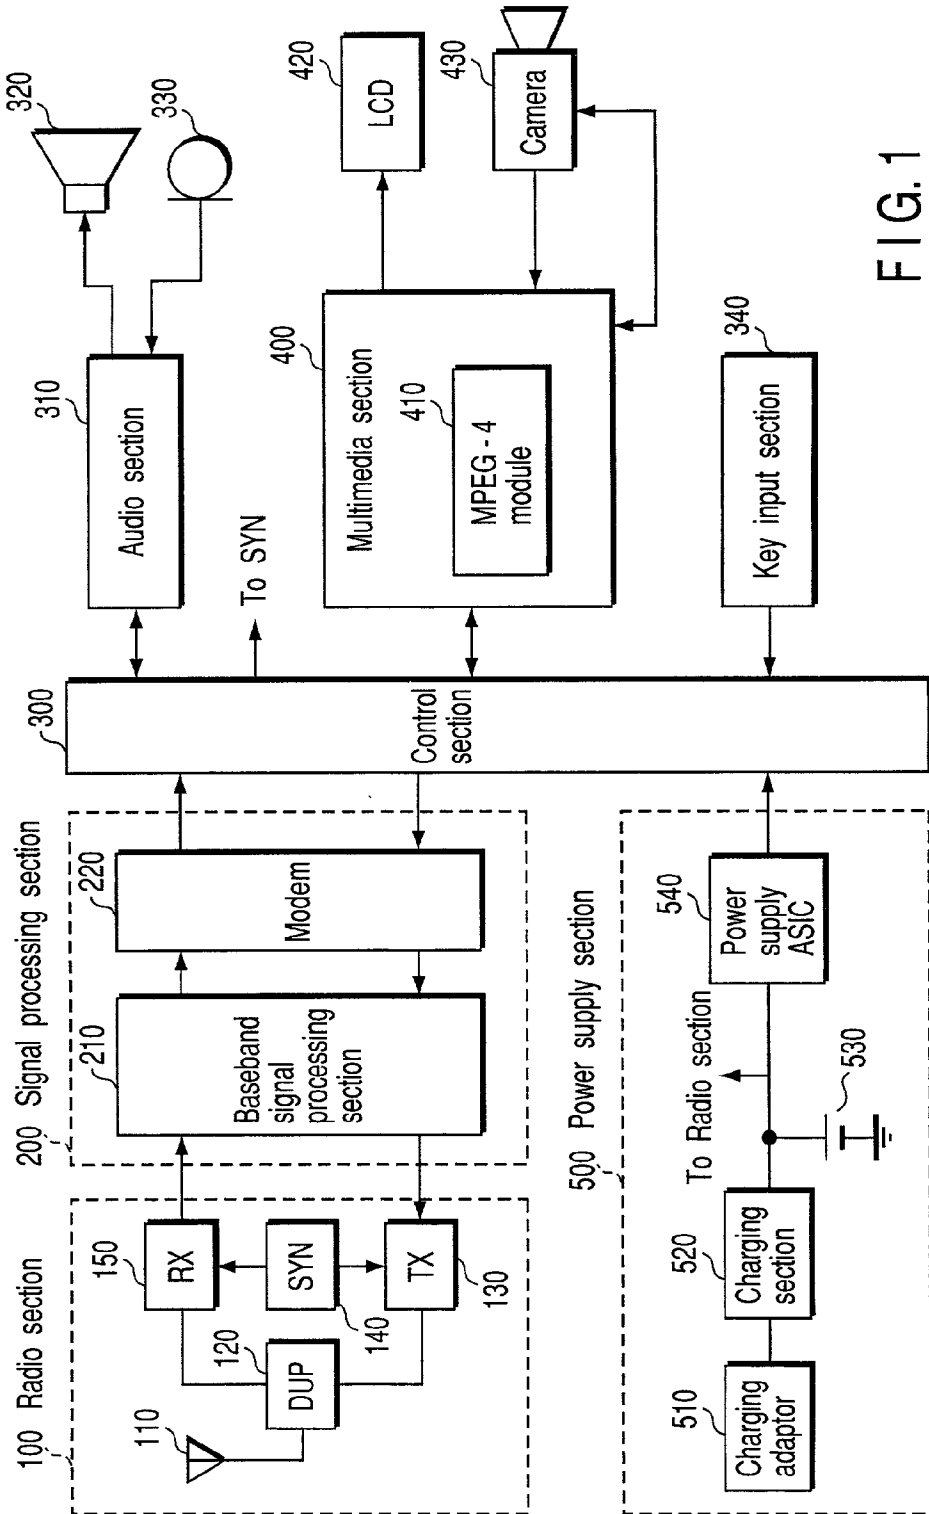 100 Radio section
110
120
DUP
150
RX
SYN
140
TX
130
200 Signal processing section
210
Baseband
signal
processing
section
220
Modem
300
Control
section
310
Audio section
320
330
To SYN
400
Multimedia section
410
MPEG - 4
module
420
LCD
430
Camera
340
Key input section
500 Power supply section
510
Charging
adaptor
520
Charging
section
To Radio section
530
540
Power
supply
ASIC
FIG. 1